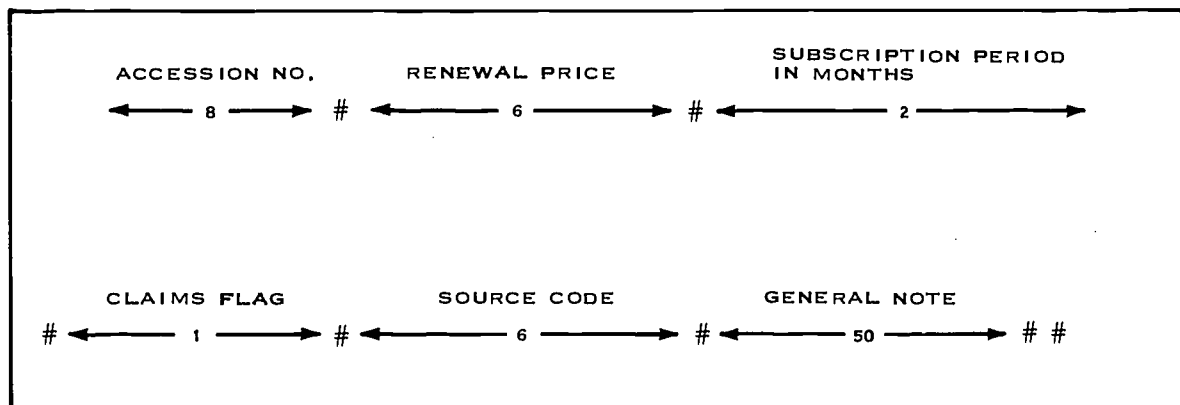 SUBSCRIPTION PERIOD
ACCESSION NO. RENEWAL PRICE IN MONTHS
8 # 6 # 2
CLAIMS FLAG SOURCE CODE GENERAL NOTE
# 1 # 6 # 50 # #